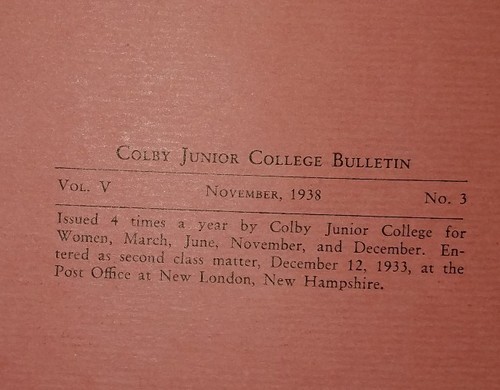 Colby Junior College Bulletin
Vol. V November, 1938 No. 3
Issued 4 times a year by Colby Junior College for
Women, March, June, November, and December. En-
tered as second class matter, December 12, 1933, at the
Post Office at New London, New Hampshire.